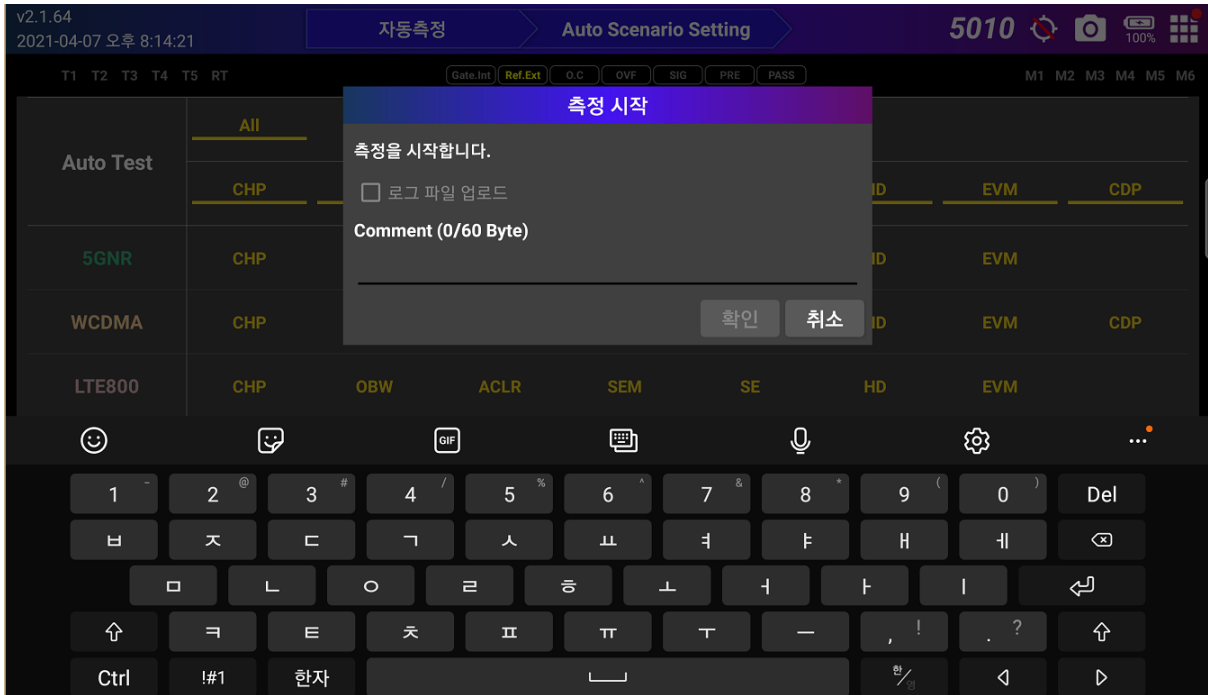 v2.1.64
2021-04-07 오후 8:14:21
자동측정
Auto Scenario Setting
5010
100%
T1 T2 T3 T4 T5 RT
Gate.Int Ref.Ext O.C OVF SIG PRE PASS
M1 M2 M3 M4 M5 M6
측정 시작
측정을 시작합니다.
로그 파일 업로드
Comment (0/60 Byte)
확인 취소
Auto Test
All
CHP ID EVM CDP
5GNR CHP ID EVM
WCDMA CHP ID EVM CDP
LTE800 CHP OBW ACLR SEM SE HD EVM
GIF
1 - 2 @ 3 # 4 / 5 % 6 ^ 7 & 8 * 9 ( 0 ) Del
ㅂ ㅈ ㄷ ㄱ ㅅ ㅛ ㅕ ㅑ ㅐ ㅔ
ㅁ ㄴ ㅇ ㄹ ㅎ ㅗ ㅓ ㅏ ㅣ
ㅋ ㅌ ㅊ ㅍ ㅠ ㅜ ㅡ , ! . ?
Ctrl !#1 한자 한/영